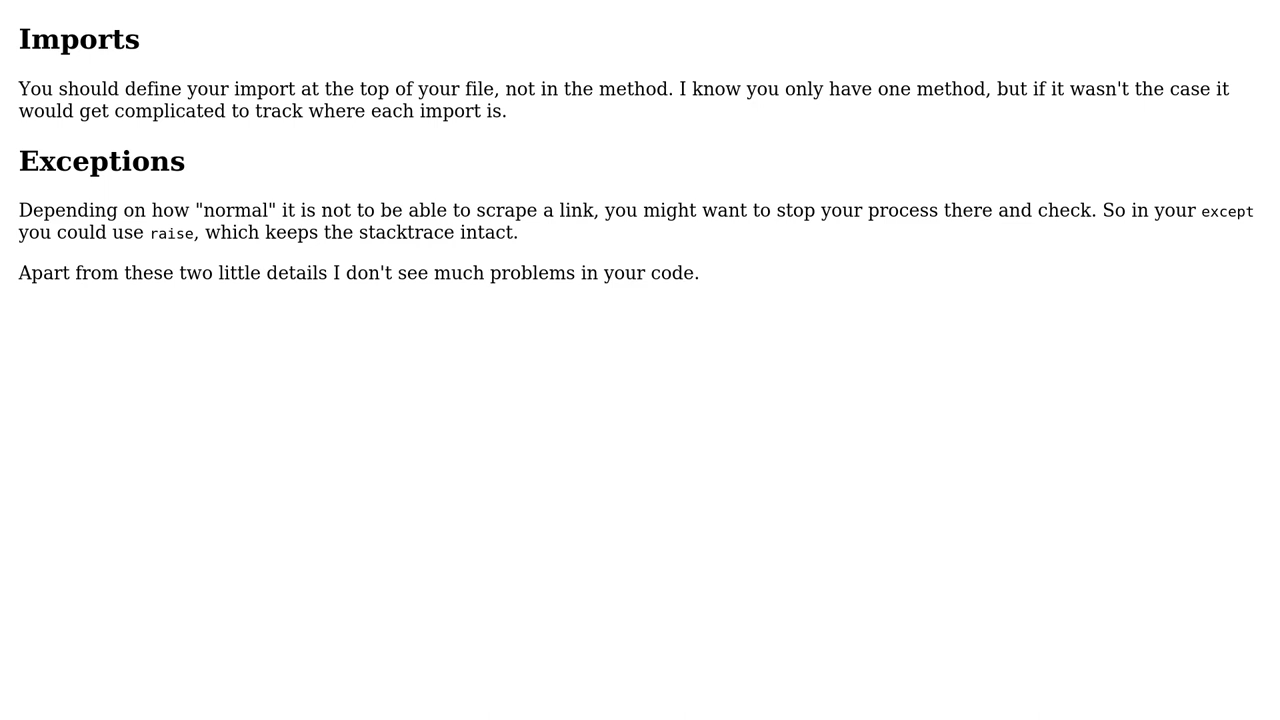 Imports
You should define your import at the top of your file, not in the method. I know you only have one method, but if it wasn't the case it
would get complicated to track where each import is.
Exceptions
Depending on how "normal" it is not to be able to scrape a link, you might want to stop your process there and check. So in your except
you could use raise, which keeps the stacktrace intact.
Apart from these two little details I don't see much problems in your code.